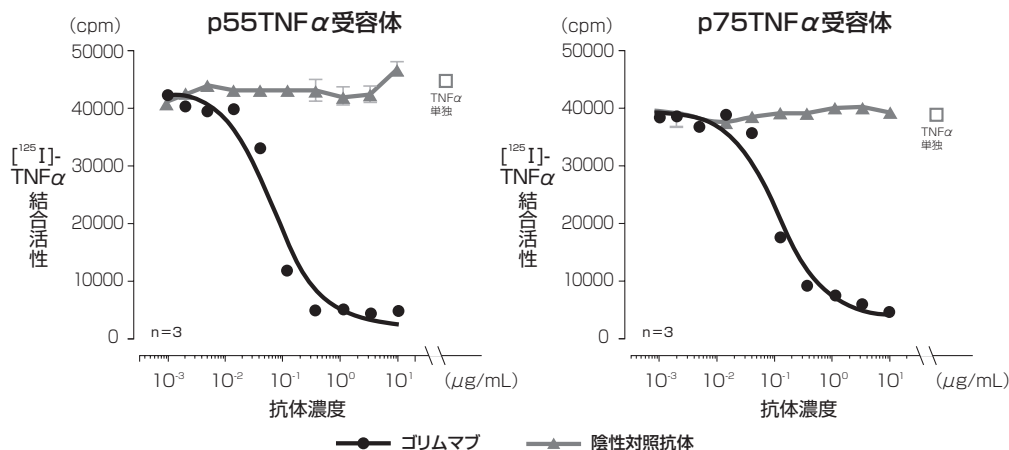 p55TNFα受容体
(cpm)
50000
40000
30000
20000
10000
0
[¹²⁵I]-
TNFα
結合活性
TNFα
単独
n=3
10⁻³ 10⁻² 10⁻¹ 10⁰ 10¹ (μg/mL)
抗体濃度
p75TNFα受容体
(cpm)
50000
40000
30000
20000
10000
0
[¹²⁵I]-
TNFα
結合活性
TNFα
単独
n=3
10⁻³ 10⁻² 10⁻¹ 10⁰ 10¹ (μg/mL)
抗体濃度
ゴリムマブ 陰性対照抗体